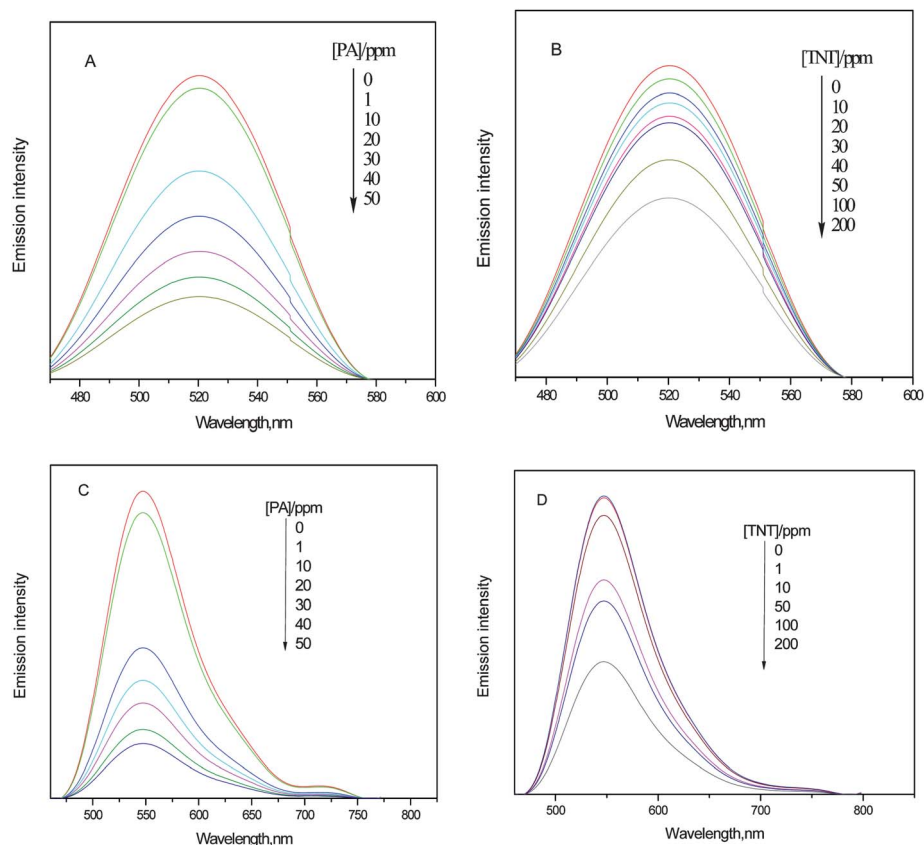 A
[PA]/ppm
0
1
10
20
30
40
50
Emission intensity
480 500 520 540 560 580 600
Wavelength,nm
B
[TNT]/ppm
0
10
20
30
40
50
100
200
Emission intensity
480 500 520 540 560 580 600
Wavelength,nm
C
[PA]/ppm
0
1
10
20
30
40
50
Emission intensity
500 550 600 650 700 750 800
Wavelength,nm
D
[TNT]/ppm
0
1
10
50
100
200
Emission intensity
500 600 700 800
Wavelength,nm